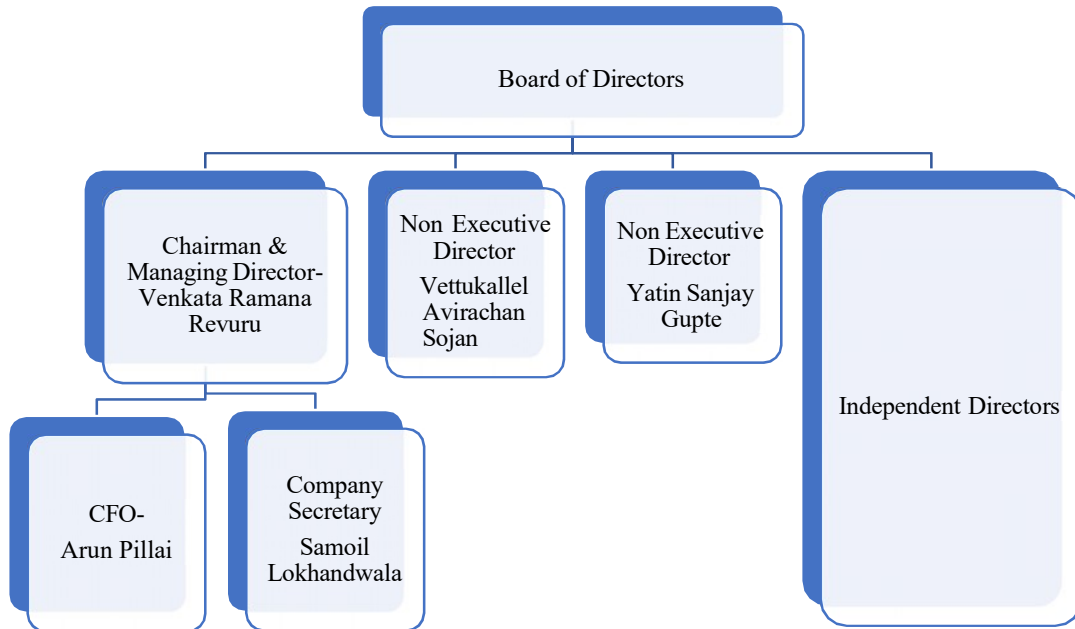 Board of Directors
Chairman &
Managing Director-
Venkata Ramana
Revuru
Non Executive
Director
Vettukallel
Avirachan
Sojan
Non Executive
Director
Yatin Sanjay
Gupte
Independent Directors
CFO-
Arun Pillai
Company
Secretary
Samoil
Lokhandwala